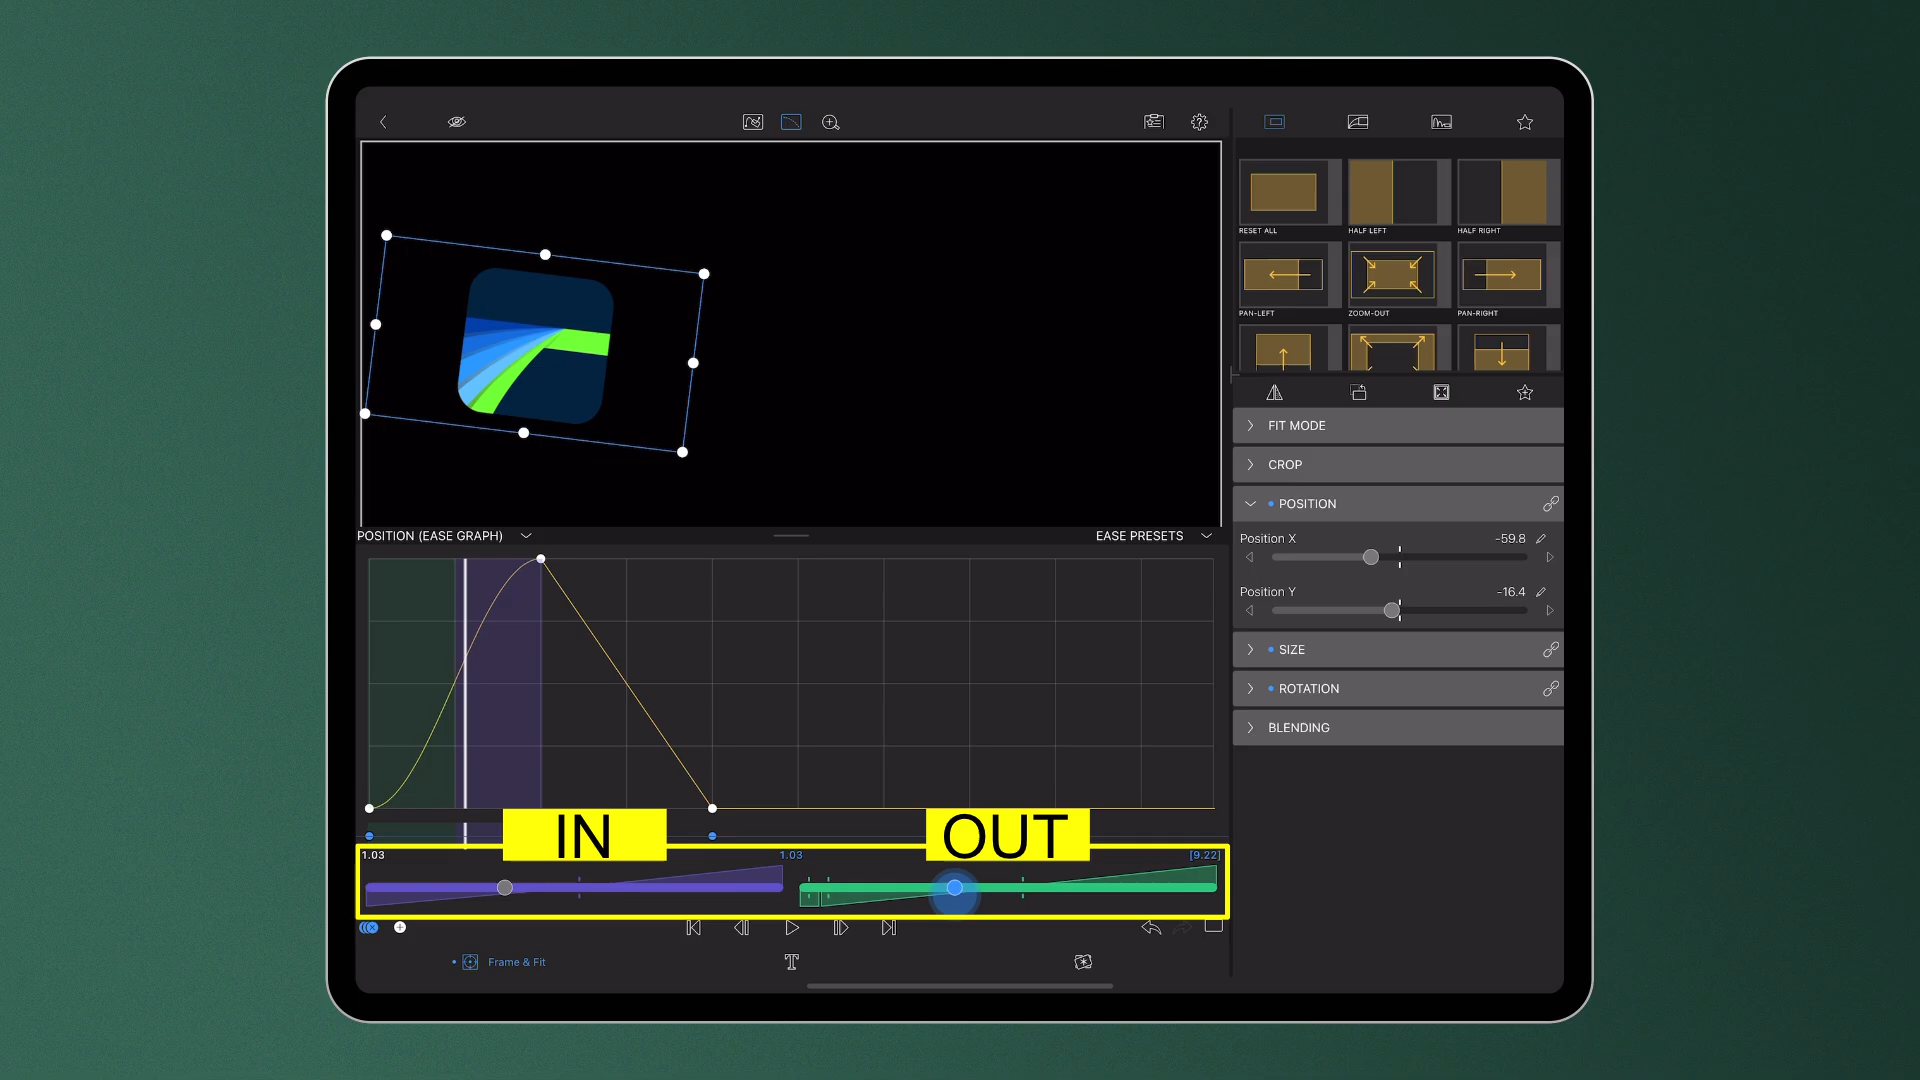 RESET ALL
HALF LEFT
HALF RIGHT
PAN-LEFT
ZOOM-OUT
PAN-RIGHT
FIT MODE
CROP
POSITION
Position X
-59.8
Position Y
-16.4
SIZE
ROTATION
BLENDING
POSITION (EASE GRAPH)
EASE PRESETS
IN
OUT
1.03
1.03
[9.22]
Frame & Fit